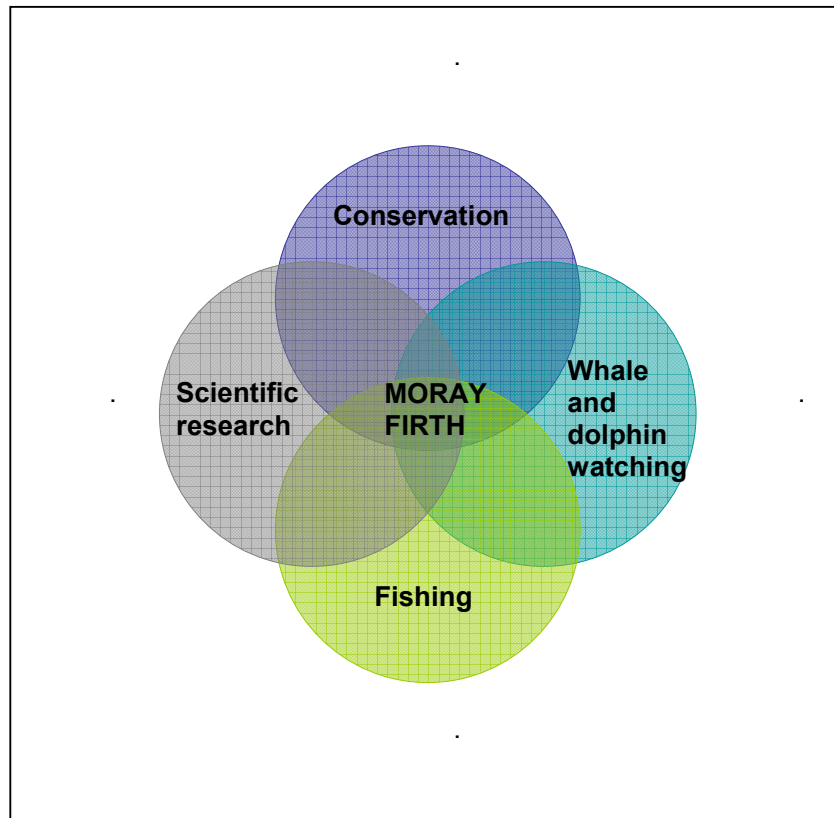 Conservation
Scientific
research
MORAY
FIRTH
Whale
and
dolphin
watching
Fishing